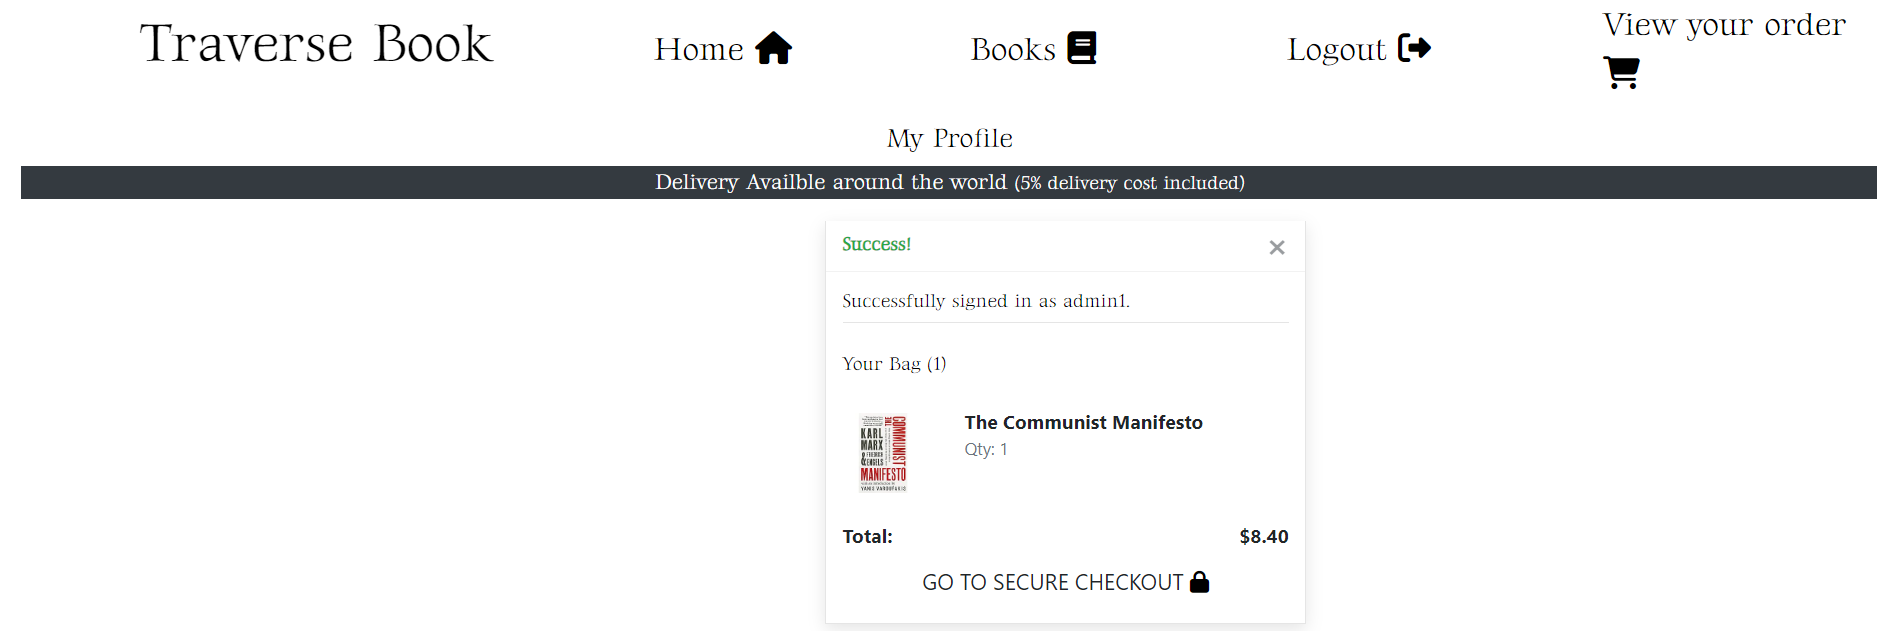 Traverse Book
Home
Books
Logout
View your order
My Profile
Delivery Availble around the world (5% delivery cost included)
Success!
Successfully signed in as admin1.
Your Bag (1)
THE COMMUNIST
KARL
MARX
& FRIEDRICH
ENGELS
MANIFESTO
YANIS VAROUFAKIS
The Communist Manifesto
Qty: 1
Total: $8.40
GO TO SECURE CHECKOUT